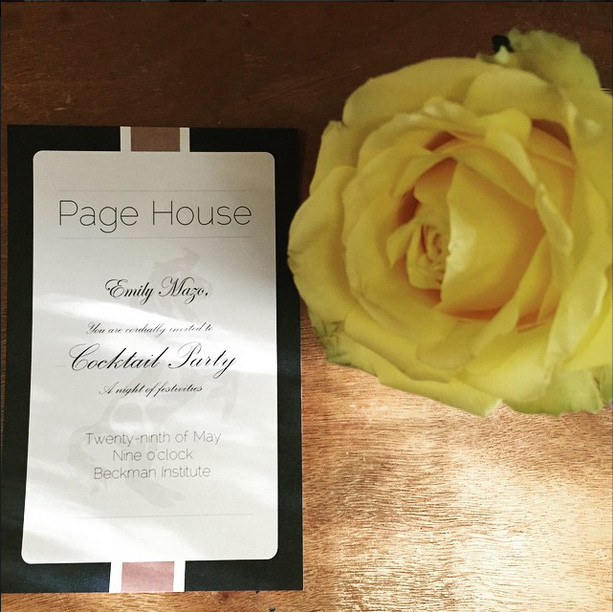 Page House
Emily Mazo,
You are cordially invited to
Cocktail Party
A night of festivities
Twenty-ninth of May
Nine o'clock
Beckman Institute